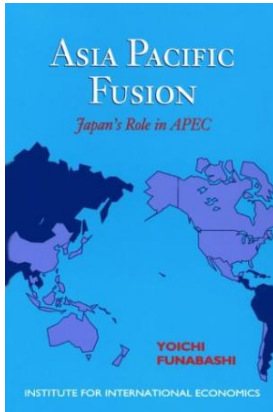 ASIA PACIFIC
FUSION
Japan's Role in APEC
YOICHI
FUNABASHI
INSTITUTE FOR INTERNATIONAL ECONOMICS